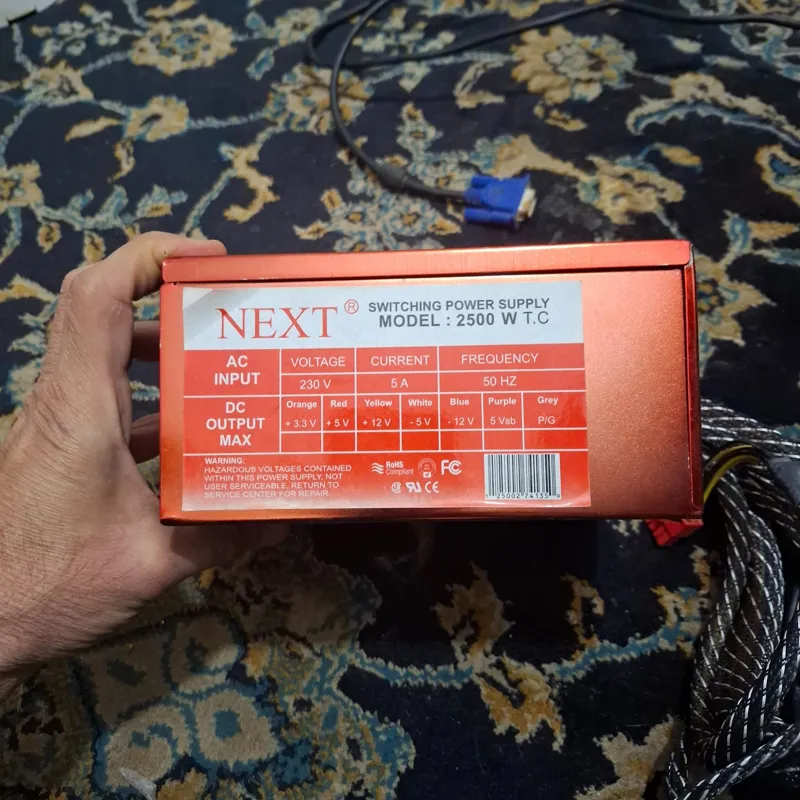 NEXT ® SWITCHING POWER SUPPLY
MODEL : 2500 W T.C
AC INPUT VOLTAGE CURRENT FREQUENCY
230 V 5 A 50 HZ
DC OUTPUT MAX Orange Red Yellow White Blue Purple Grey
+ 3.3 V + 5 V + 12 V - 5 V - 12 V 5 Vsb P/G
WARNING:
HAZARDOUS VOLTAGES CONTAINED
WITHIN THIS POWER SUPPLY, NOT
USER SERVICEABLE, RETURN TO
SERVICE CENTER FOR REPAIR.
RoHS
Compliant
FC
CE